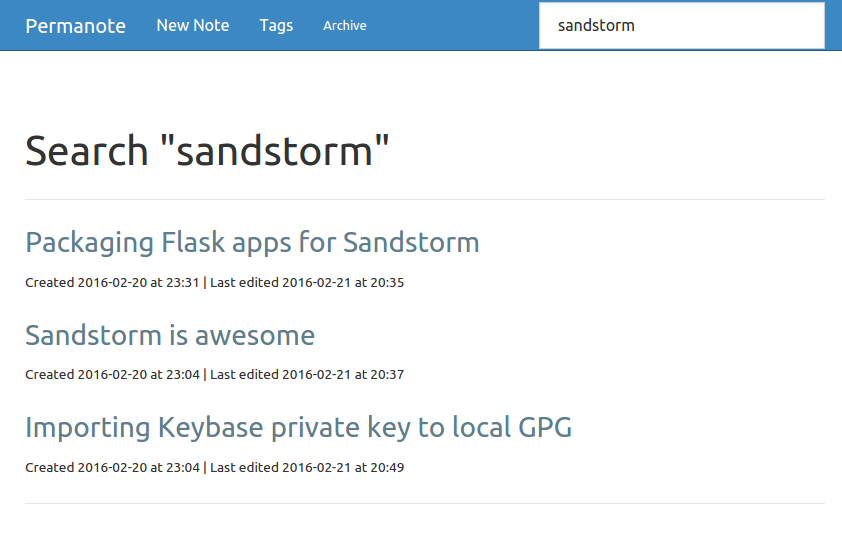 Permanote New Note Tags Archive sandstorm
Search "sandstorm"
Packaging Flask apps for Sandstorm
Created 2016-02-20 at 23:31 | Last edited 2016-02-21 at 20:35
Sandstorm is awesome
Created 2016-02-20 at 23:04 | Last edited 2016-02-21 at 20:37
Importing Keybase private key to local GPG
Created 2016-02-20 at 23:04 | Last edited 2016-02-21 at 20:49